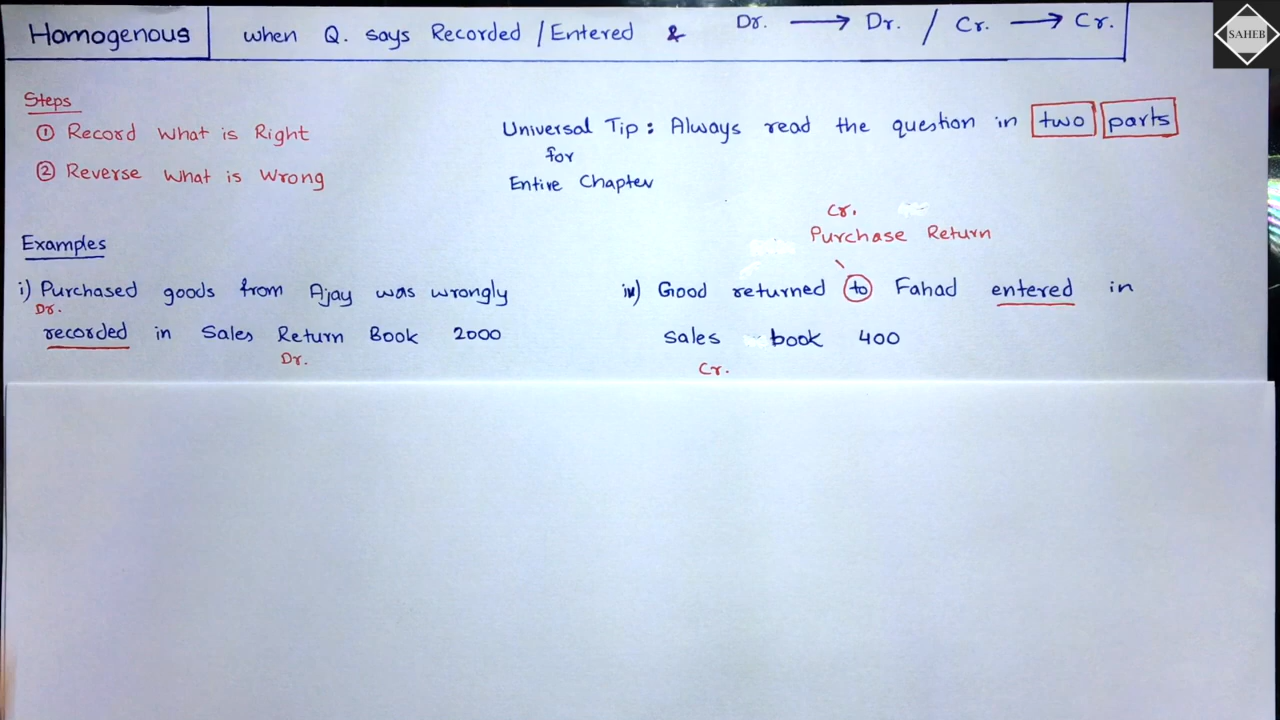 Homogenous when Q. says Recorded / Entered & Dr. → Dr. / Cr. → Cr.
SAHEB
Steps
① Record what is Right
② Reverse what is Wrong
Universal Tip : Always read the question in two parts
for
Entire Chapter
Examples
i) Purchased goods from Ajay was wrongly
Dr.
recorded in Sales Return Book 2000
Dr.
Cr.
Purchase Return
iv) Good returned to Fahad entered in
sales book 400
Cr.